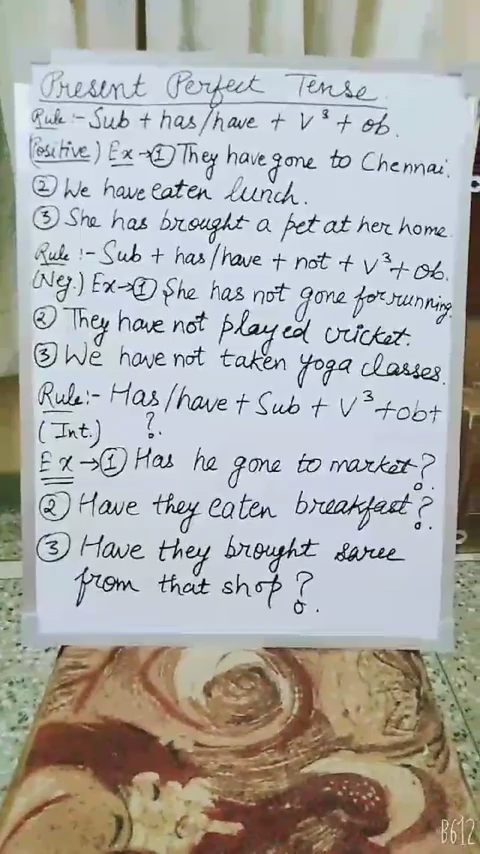 Present Perfect Tense
Rule :- Sub + has/have + V³ + ob.
(Positive) Ex → ① They have gone to Chennai.
② We have eaten lunch.
③ She has brought a pet at her home.
Rule :- Sub + has/have + not + V³ + Ob.
(Neg.) Ex → ① She has not gone for running.
② They have not played cricket.
③ We have not taken yoga classes.
Rule :- Has/have + Sub + V³ + ob +
(Int.) ?
Ex → ① Has he gone to market?
② Have they eaten breakfast?
③ Have they brought saree
from that shop?
B612